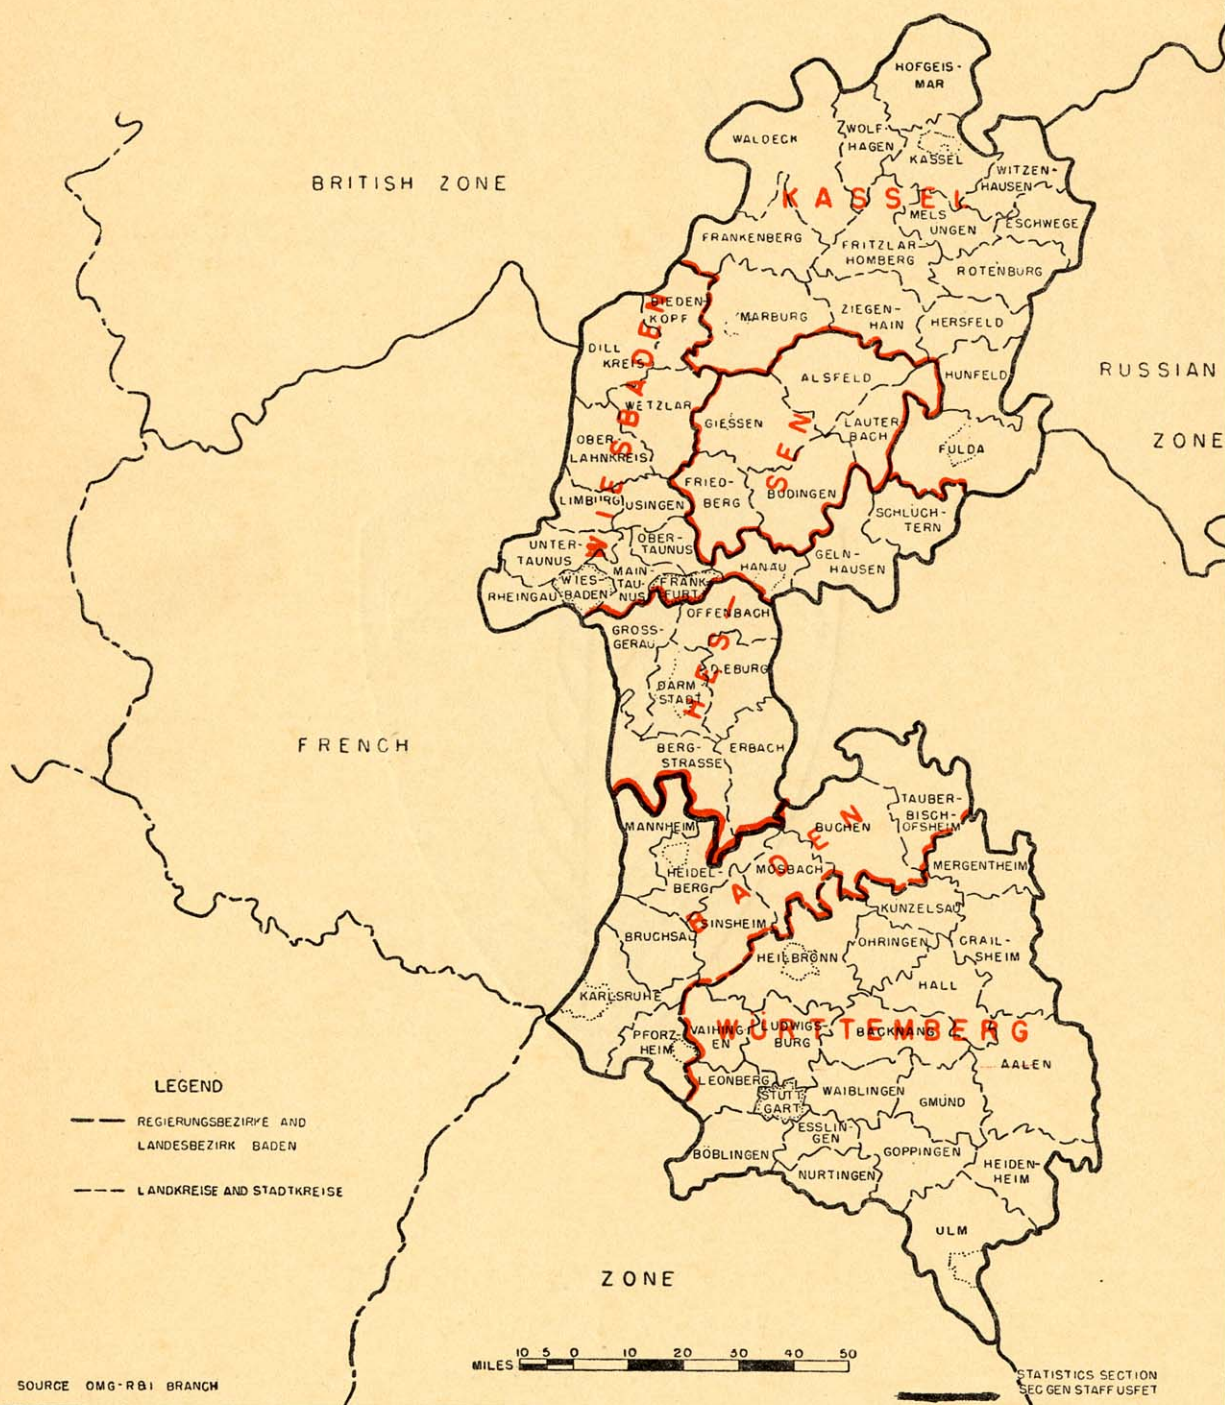 HOFGEIS-
MAR
WALDECK
WOLF-
HAGEN
KASSEL
BRITISH ZONE
WITZEN-
HAUSEN
KASSEL
MELS
UNGEN
ESCHWEGE
FRANKENBERG
FRITZLAR
HOMBERG
ROTENBURG
BIEDEN-
KOPF
MARBURG
ZIEGEN-
HAIN
HERSFELD
DILL
KREIS
WIESBADEN
ALSFELD
HUNFELD
RUSSIAN
ZONE
WETZLAR
GIESSEN
LAUTER
BACH
FULDA
OBER
LAHNKREIS
FRIED-
BERG
BUDINGEN
HESSEN
LIMBURG
USINGEN
SCHLUCH-
TERN
UNTER-
TAUNUS
OBER-
TAUNUS
GELN-
HAUSEN
RHEINGAU
WIES-
BADEN
MAIN-
TAU-
NUS
FRANK
FURT
HANAU
OFFENBACH
GROSS-
GERAU
DARM
STADT
DIEBURG
FRENCH
BERG-
STRASSE
ERBACH
MANNHEIM
BUCHEN
TAUBER-
BISCH-
OFSHEIM
HEIDEL-
BERG
MOSBACH
MERGENTHEIM
BADEN
SINSHEIM
KUNZELSAU
BRUCHSAL
HEILBRONN
OHRINGEN
CRAIL-
SHEIM
HALL
KARLSRUHE
PFORZ-
HEIM
VAIHING
EN
LUDWIGS-
BURG
BACKNANG
WÜRTTEMBERG
AALEN
LEONBERG
STUTT
GART
WAIBLINGEN
GMÜND
ESSLIN-
GEN
BÖBLINGEN
NURTINGEN
GOPPINGEN
HEIDEN-
HEIM
ULM
ZONE
LEGEND
REGIERUNGSBEZIRKE AND
LANDESBEZIRK BADEN
LANDKREISE AND STADTKREISE
10 5 0 10 20 30 40 50
MILES
SOURCE OMG-RBI BRANCH
STATISTICS SECTION
SEC GEN STAFF USFET